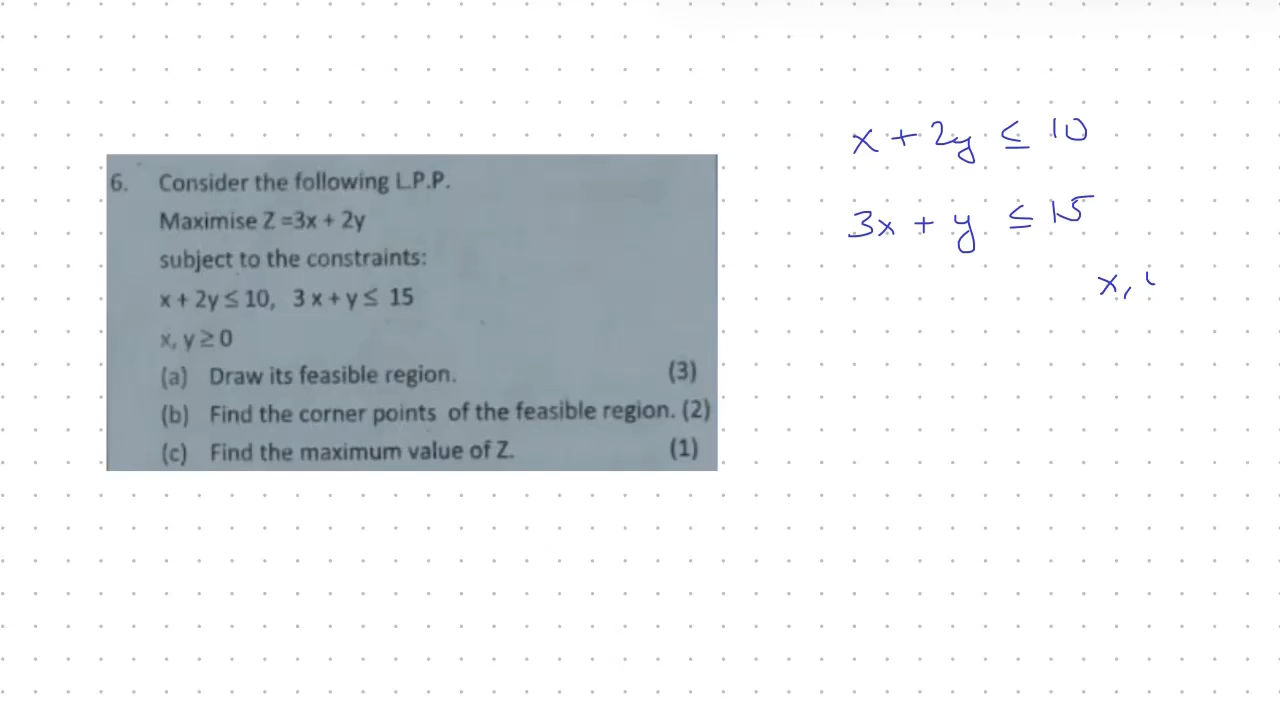 6. Consider the following L.P.P.
Maximise Z =3x + 2y
subject to the constraints:
x + 2y ≤ 10, 3 x + y ≤ 15
x, y ≥ 0
(a) Draw its feasible region. (3)
(b) Find the corner points of the feasible region. (2)
(c) Find the maximum value of Z. (1)
x + 2y ≤ 10
3x + y ≤ 15
x,